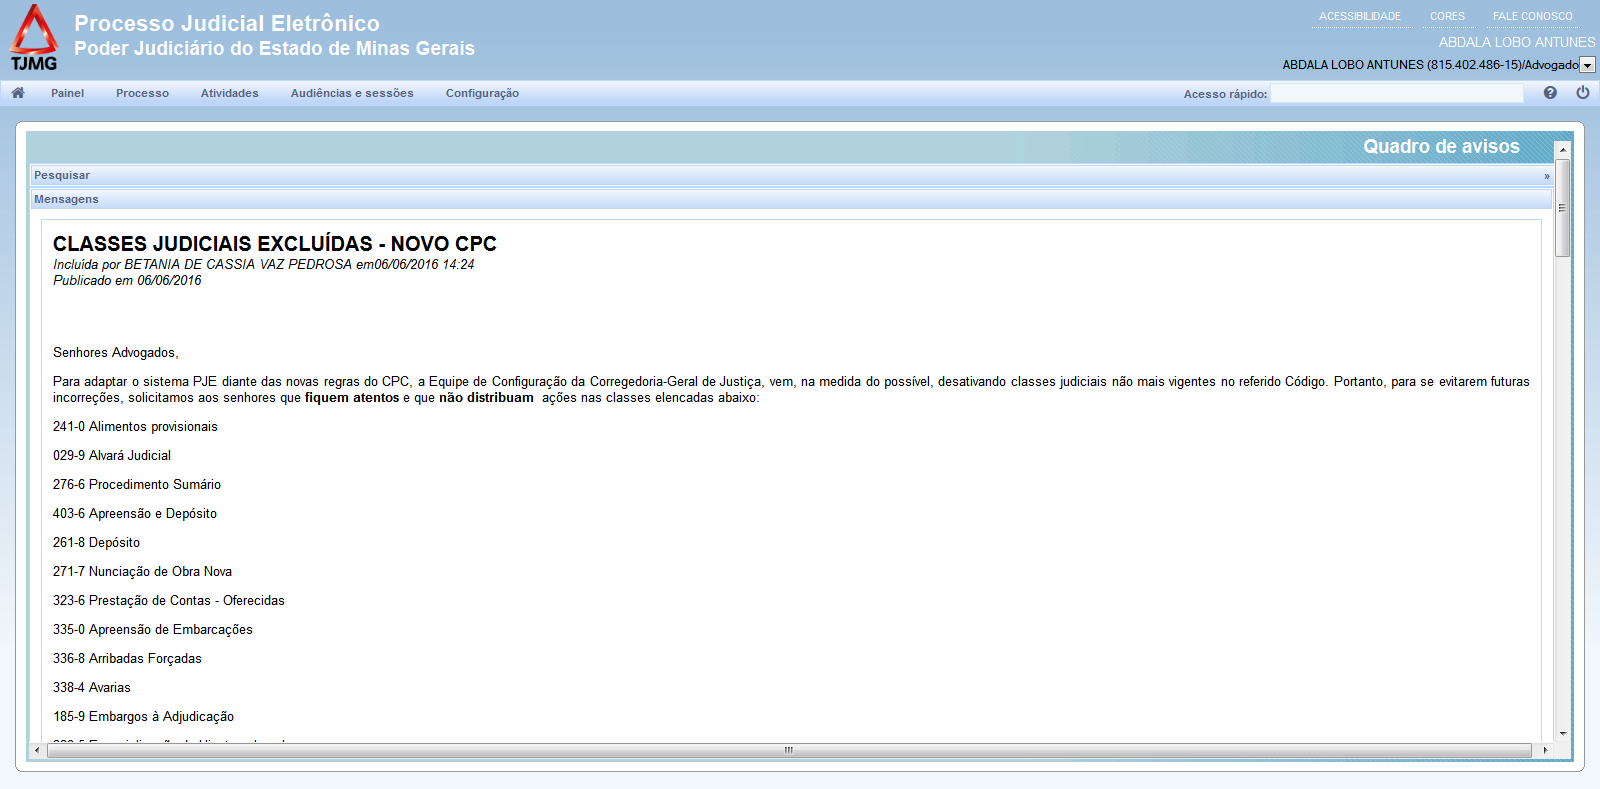 TJMG
Processo Judicial Eletrônico
Poder Judiciário do Estado de Minas Gerais
ACESSIBILIDADE CORES FALE CONOSCO
ABDALA LOBO ANTUNES
ABDALA LOBO ANTUNES (815.402.486-15)/Advogado
Painel Processo Atividades Audiências e sessões Configuração Acesso rápido:
Quadro de avisos
Pesquisar »
Mensagens
CLASSES JUDICIAIS EXCLUÍDAS - NOVO CPC
Incluída por BETANIA DE CASSIA VAZ PEDROSA em06/06/2016 14:24
Publicado em 06/06/2016
Senhores Advogados,
Para adaptar o sistema PJE diante das novas regras do CPC, a Equipe de Configuração da Corregedoria-Geral de Justiça, vem, na medida do possível, desativando classes judiciais não mais vigentes no referido Código. Portanto, para se evitarem futuras
incorreções, solicitamos aos senhores que fiquem atentos e que não distribuam ações nas classes elencadas abaixo:
241-0 Alimentos provisionais
029-9 Alvará Judicial
276-6 Procedimento Sumário
403-6 Apreensão e Depósito
261-8 Depósito
271-7 Nunciação de Obra Nova
323-6 Prestação de Contas - Oferecidas
335-0 Apreensão de Embarcações
336-8 Arribadas Forçadas
338-4 Avarias
185-9 Embargos à Adjudicação